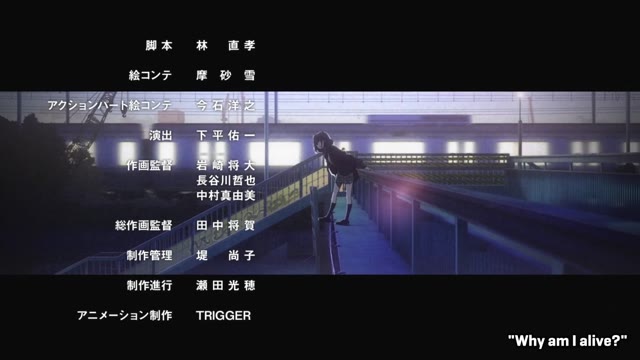 脚本 林 直孝
絵コンテ 摩砂雪
アクションパート絵コンテ 今石洋之
演出 下平佑一
作画監督 岩崎将大
長谷川哲也
中村真由美
総作画監督 田中将賀
制作管理 堤 尚子
制作進行 瀬田光穂
アニメーション制作 TRIGGER
"Why am I alive?"